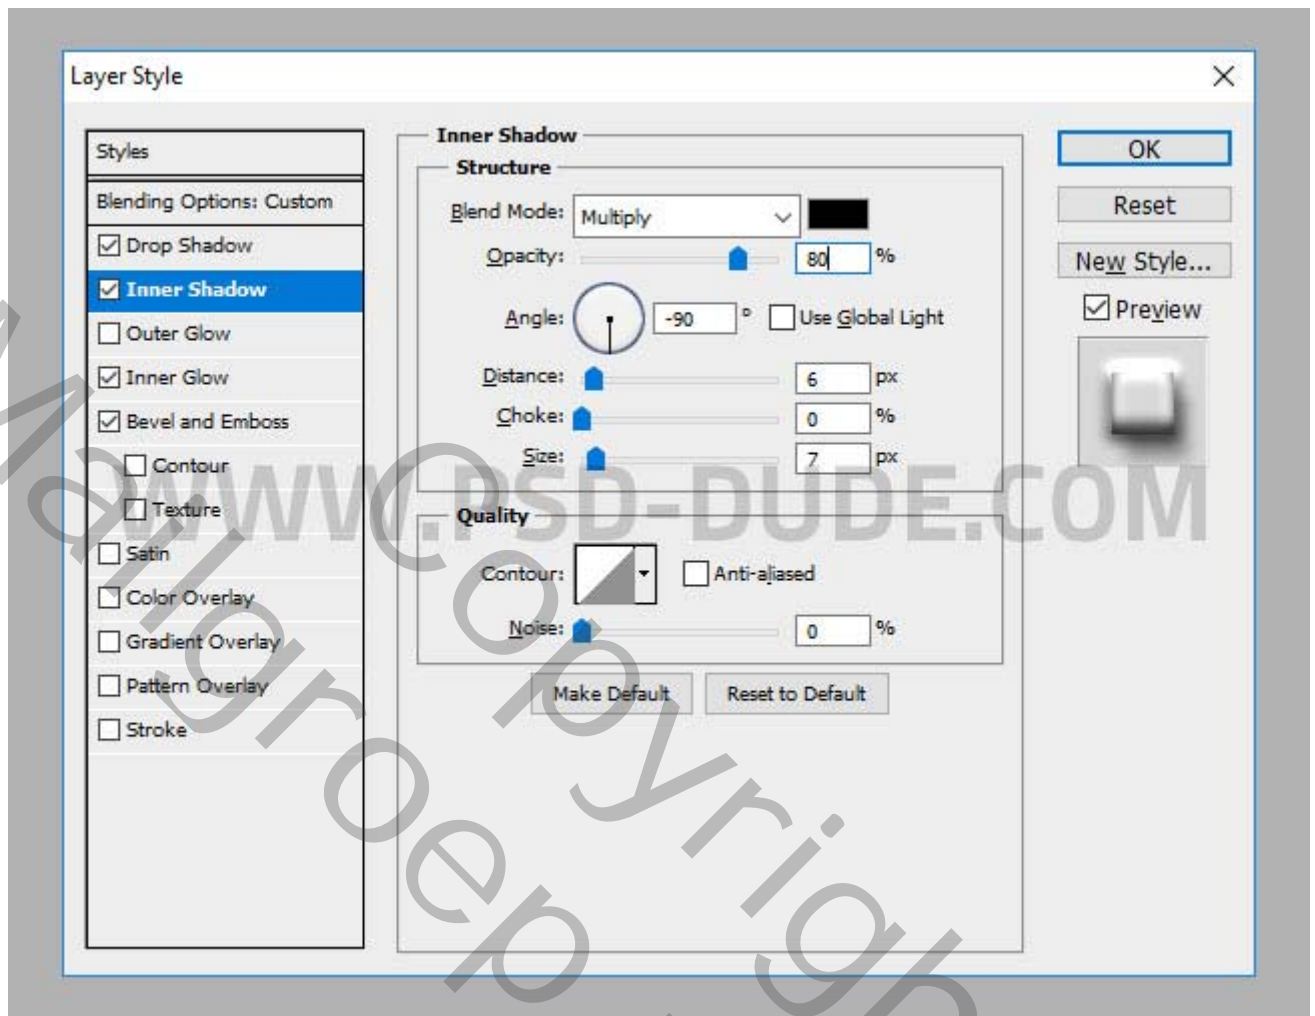 Layer Style
Styles
Blending Options: Custom
Drop Shadow
Inner Shadow
Outer Glow
Inner Glow
Bevel and Emboss
Contour
Texture
Satin
Color Overlay
Gradient Overlay
Pattern Overlay
Stroke
Inner Shadow
Structure
Blend Mode: Multiply
Opacity: 80 %
Angle: -90 ° Use Global Light
Distance: 6 px
Choke: 0 %
Size: 7 px
Quality
Contour: Anti-aliased
Noise: 0 %
Make Default Reset to Default
OK
Reset
New Style...
Preview
WWW.PSD-DUDE.COM
Mailgroep
Copyrigh